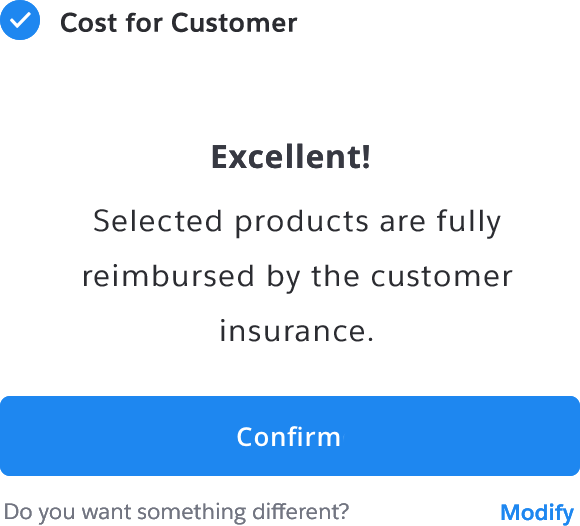 Cost for Customer
Excellent!
Selected products are fully
reimbursed by the customer
insurance.
Confirm
Do you want something different? Modify